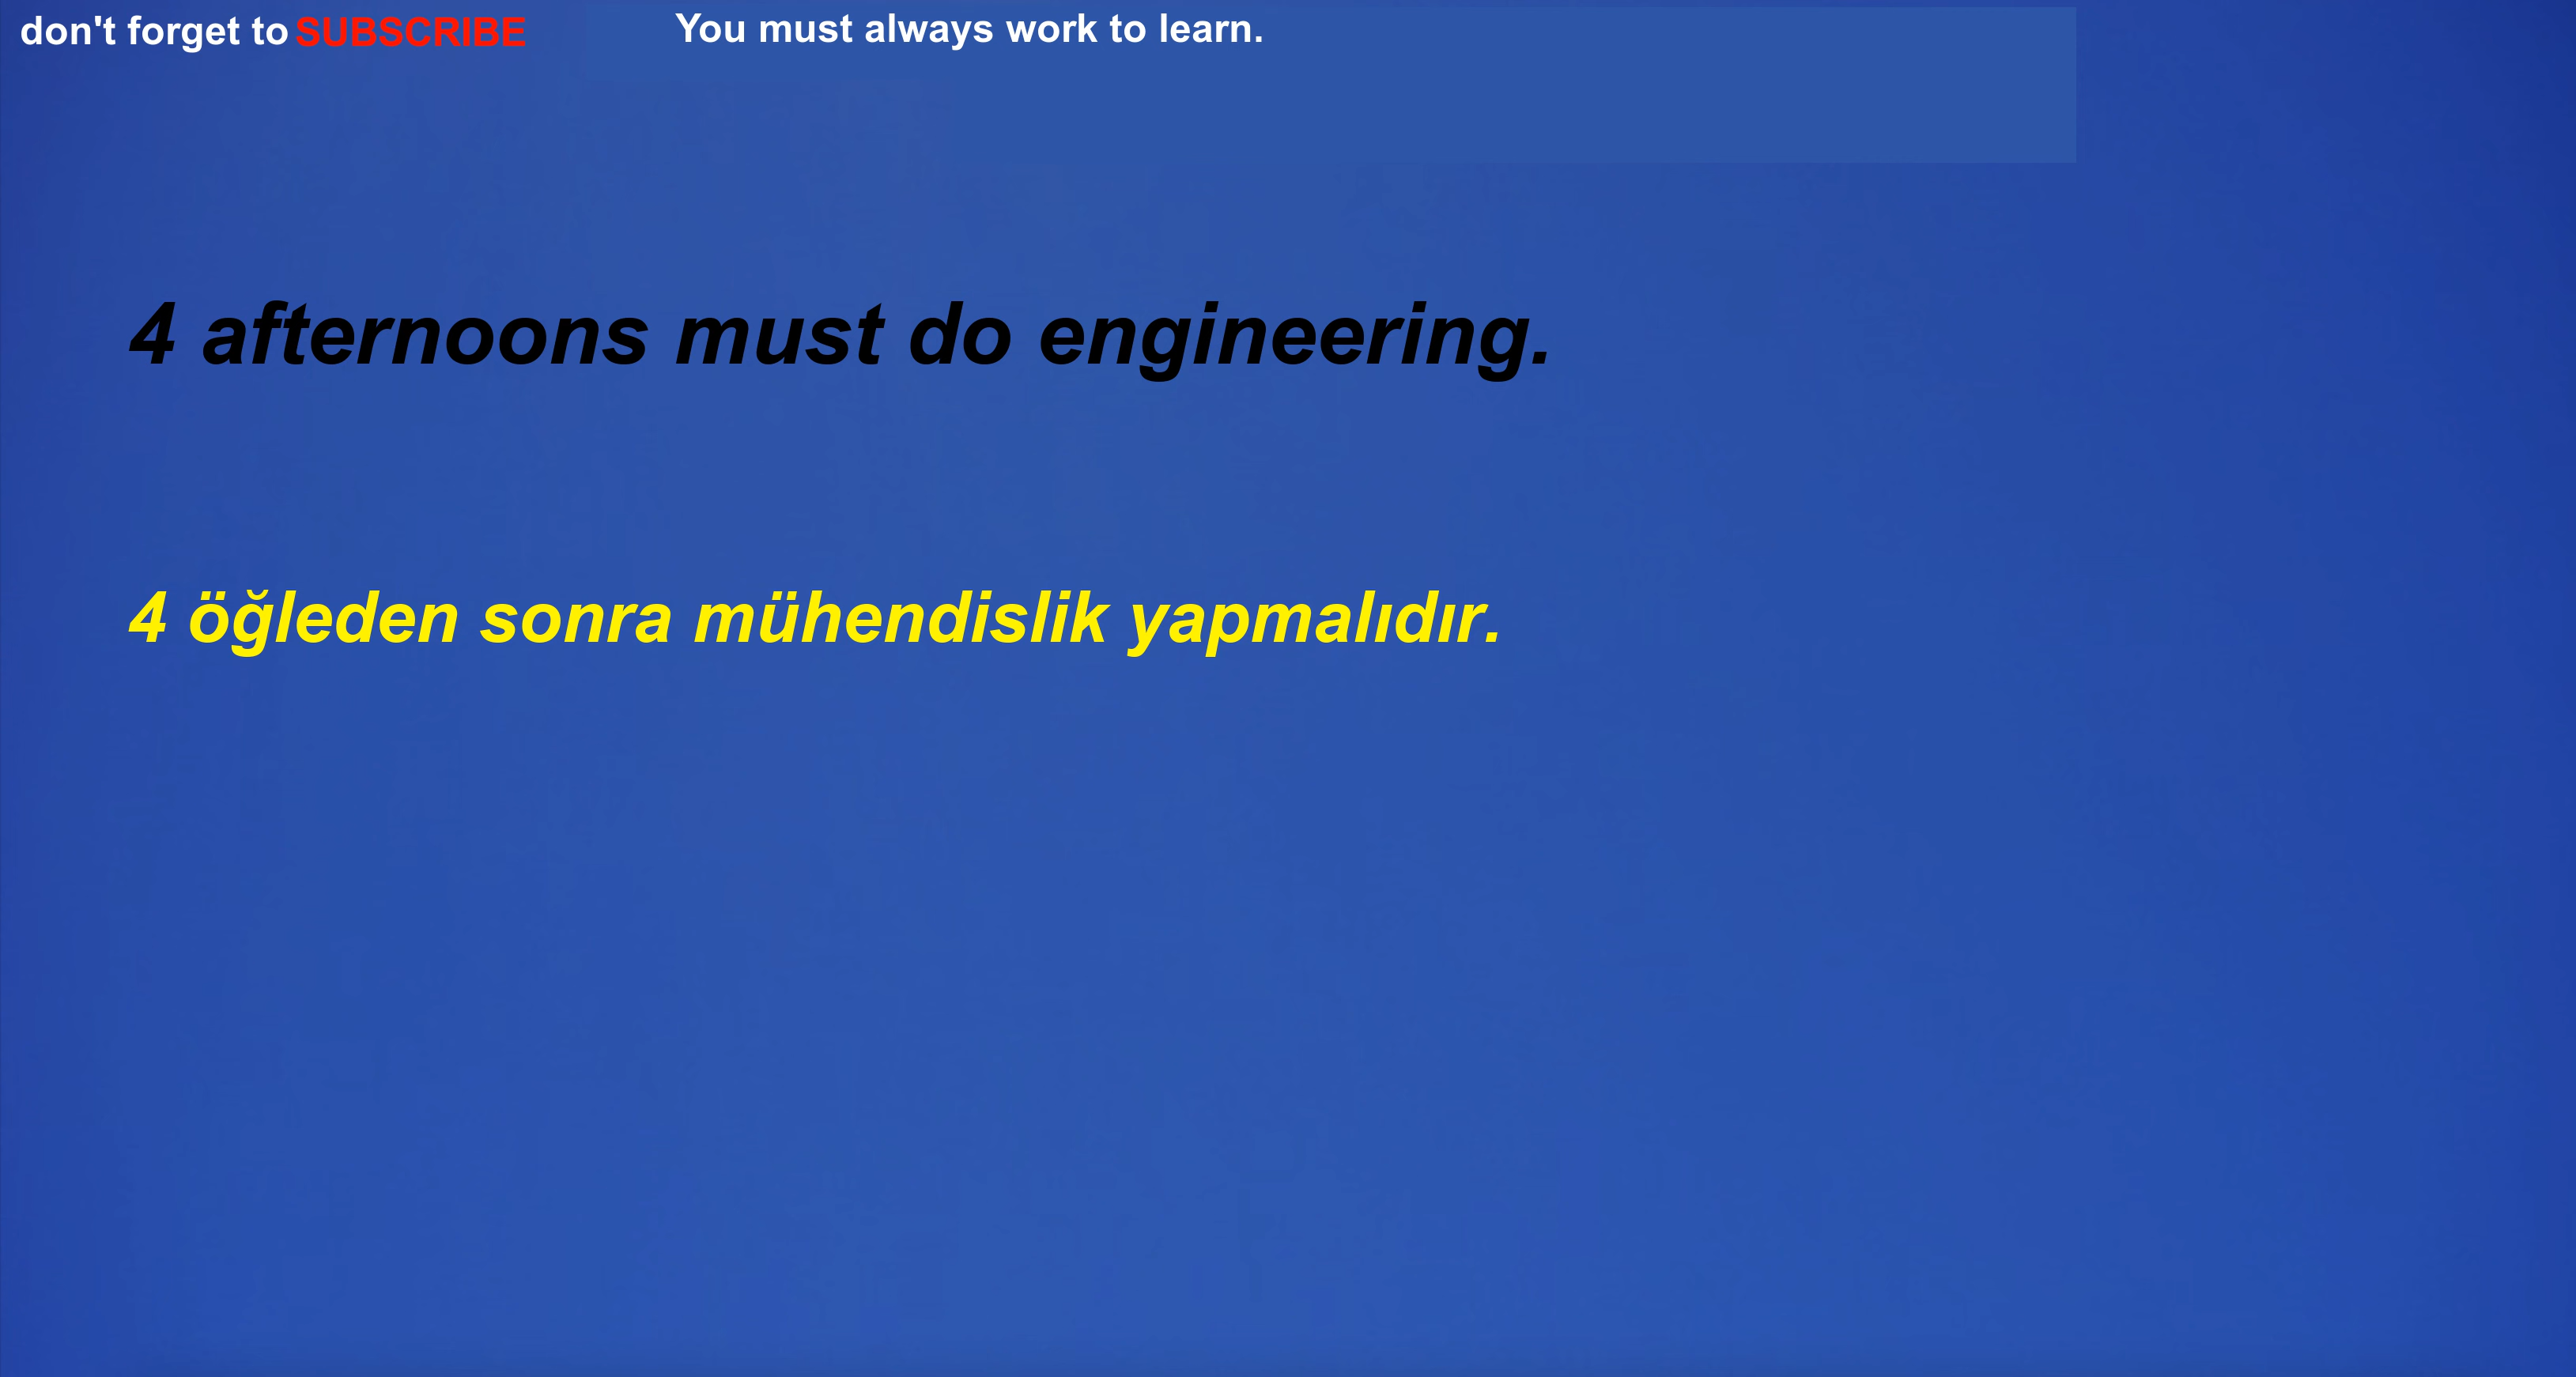 don't forget to SUBSCRIBE You must always work to learn.
4 afternoons must do engineering.
4 öğleden sonra mühendislik yapmalıdır.